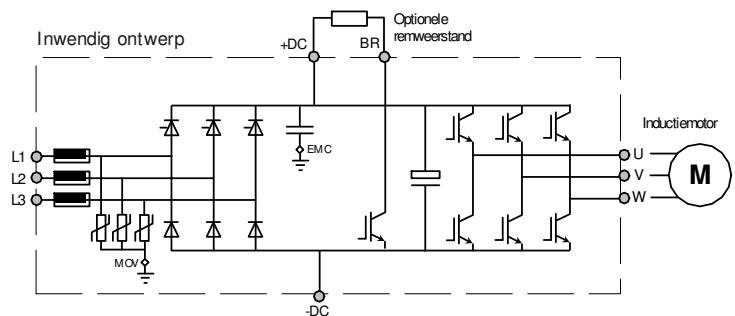 Optionele
remweerstand
Inwendig ontwerp
+DC
BR
EMC
Inductiemotor
L1
L2
L3
U
V
W
M
MOV
-DC